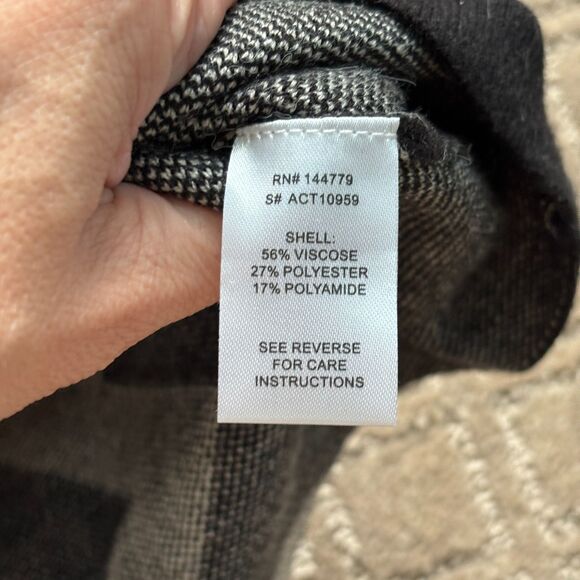 RN# 144779
S# ACT10959
SHELL:
56% VISCOSE
27% POLYESTER
17% POLYAMIDE
SEE REVERSE
FOR CARE
INSTRUCTIONS